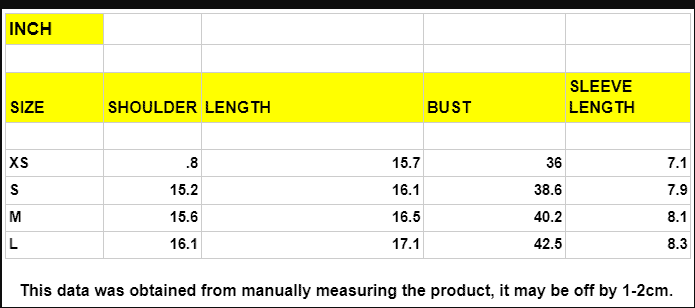 INCH
SIZE SHOULDER LENGTH BUST SLEEVE LENGTH
XS .8 15.7 36 7.1
S 15.2 16.1 38.6 7.9
M 15.6 16.5 40.2 8.1
L 16.1 17.1 42.5 8.3
This data was obtained from manually measuring the product, it may be off by 1-2cm.